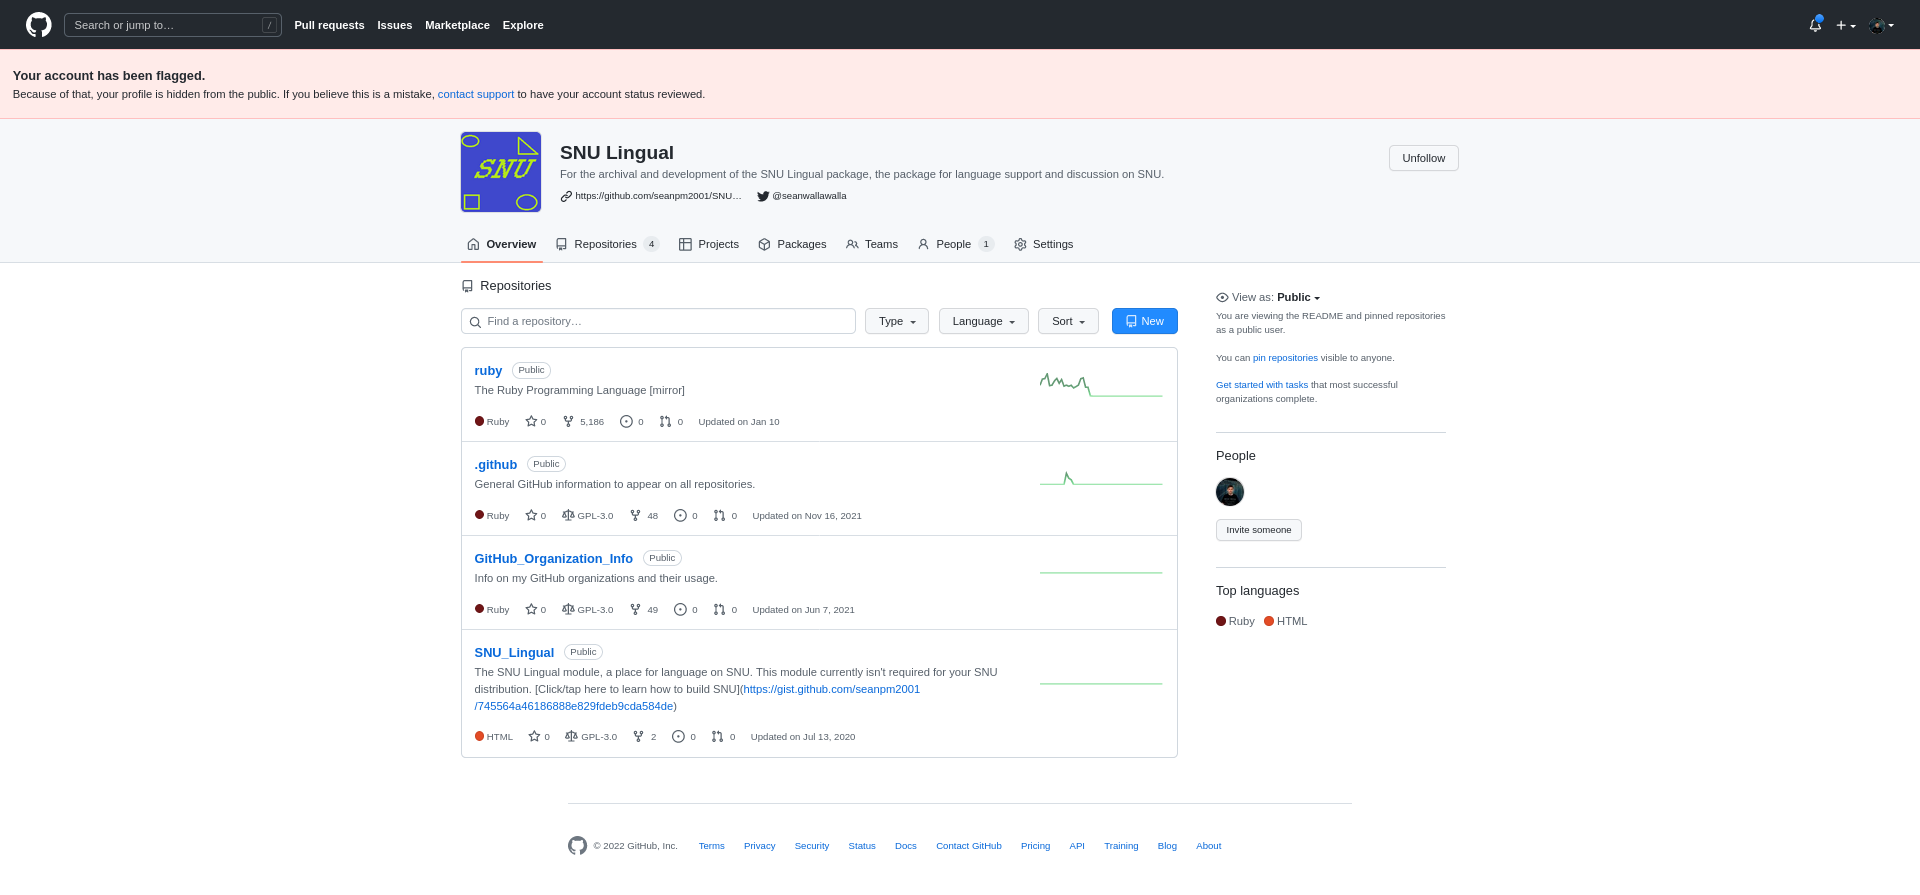 Search or jump to… /
Pull requests Issues Marketplace Explore
Your account has been flagged.
Because of that, your profile is hidden from the public. If you believe this is a mistake, contact support to have your account status reviewed.
SNU
SNU Lingual
For the archival and development of the SNU Lingual package, the package for language support and discussion on SNU.
https://github.com/seanpm2001/SNU… @seanwallawalla
Unfollow
Overview Repositories 4 Projects Packages Teams People 1 Settings
Repositories
Find a repository… Type Language Sort New
ruby Public
The Ruby Programming Language [mirror]
Ruby 0 5,186 0 0 Updated on Jan 10
.github Public
General GitHub information to appear on all repositories.
Ruby 0 GPL-3.0 48 0 0 Updated on Nov 16, 2021
GitHub_Organization_Info Public
Info on my GitHub organizations and their usage.
Ruby 0 GPL-3.0 49 0 0 Updated on Jun 7, 2021
SNU_Lingual Public
The SNU Lingual module, a place for language on SNU. This module currently isn't required for your SNU
distribution. [Click/tap here to learn how to build SNU](https://gist.github.com/seanpm2001
/745564a46186888e829fdeb9cda584de)
HTML 0 GPL-3.0 2 0 0 Updated on Jul 13, 2020
View as: Public
You are viewing the README and pinned repositories
as a public user.
You can pin repositories visible to anyone.
Get started with tasks that most successful
organizations complete.
People
Invite someone
Top languages
Ruby HTML
© 2022 GitHub, Inc. Terms Privacy Security Status Docs Contact GitHub Pricing API Training Blog About